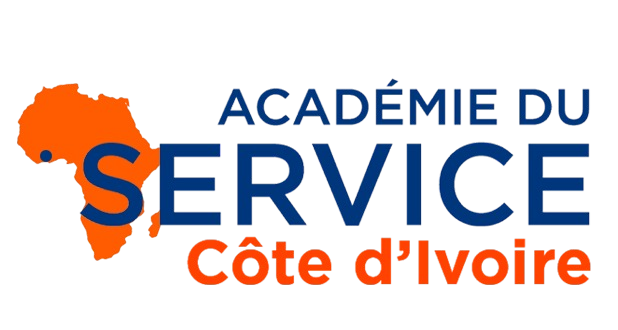 ACADÉMIE DU
SERVICE
Côte d'Ivoire